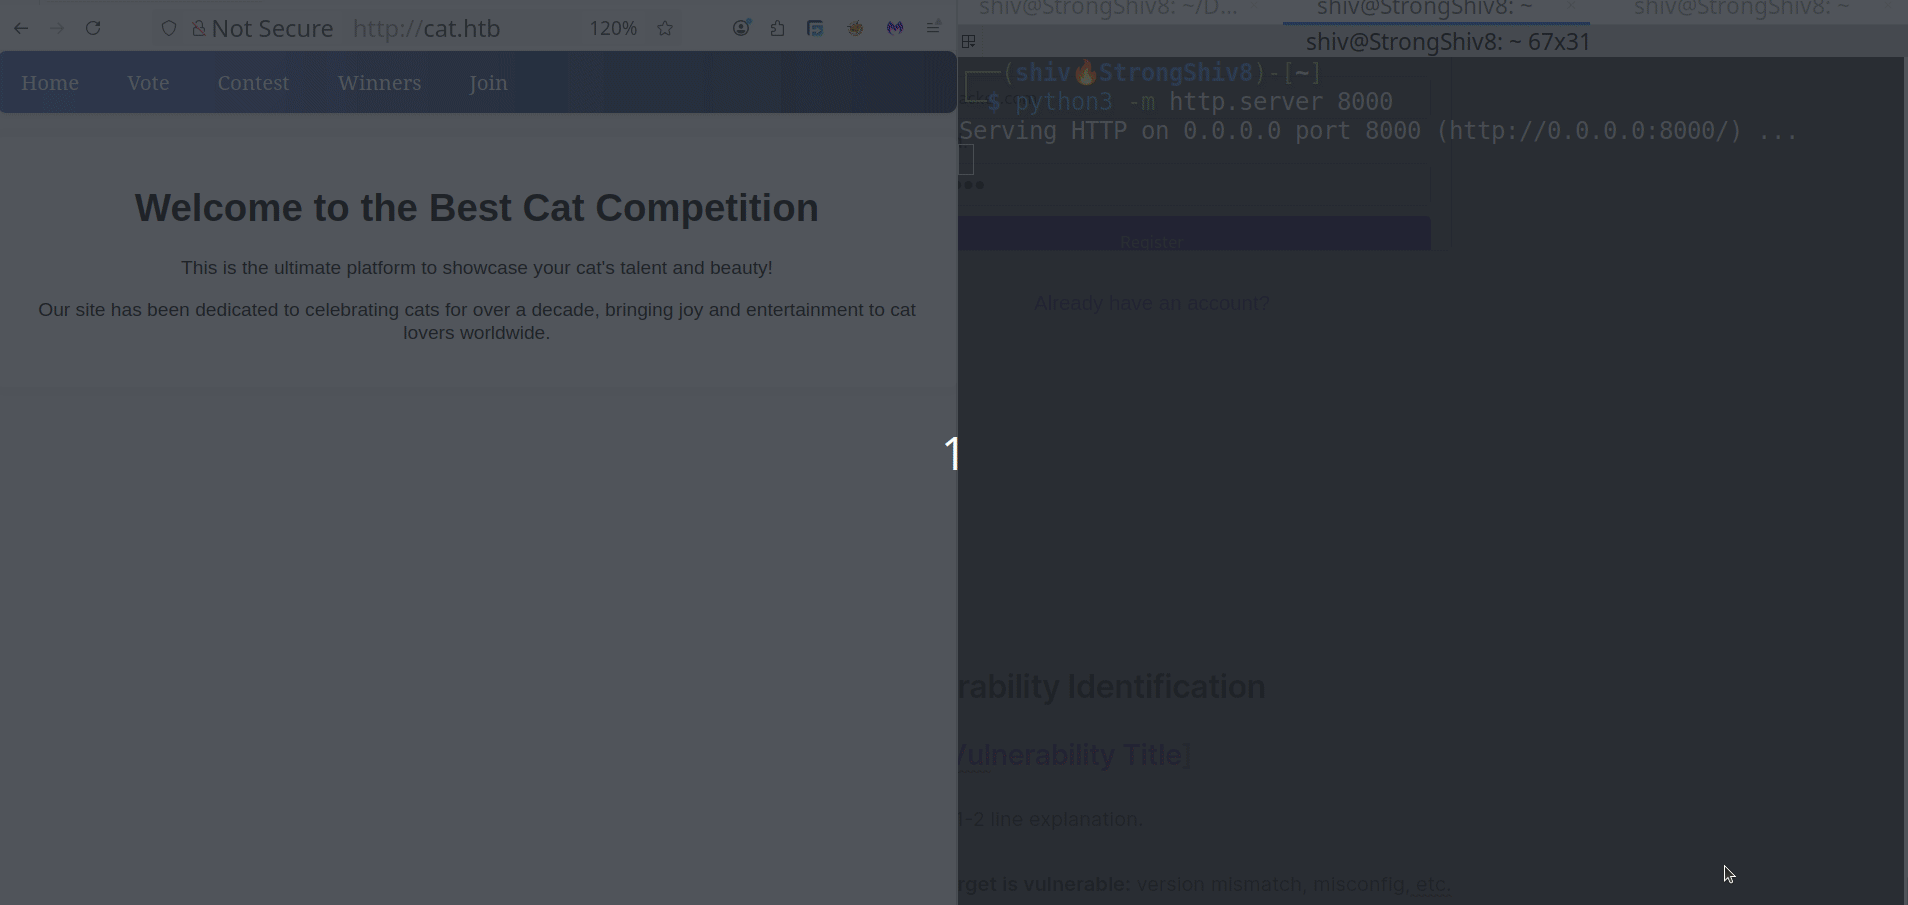 Not Secure http://cat.htb 120%
Home Vote Contest Winners Join
Welcome to the Best Cat Competition
This is the ultimate platform to showcase your cat's talent and beauty!
Our site has been dedicated to celebrating cats for over a decade, bringing joy and entertainment to cat
lovers worldwide.
1
shiv@StrongShiv8: ~/D... shiv@StrongShiv8: ~ shiv@StrongShiv8: ~
shiv@StrongShiv8: ~ 67x31
┌──(shiv🔥StrongShiv8)-[~]
└─$ python3 -m http.server 8000
Serving HTTP on 0.0.0.0 port 8000 (http://0.0.0.0:8000/) ...
Register
Already have an account?
rability Identification
Vulnerability Title]
1-2 line explanation.
rget is vulnerable: version mismatch, misconfig, etc.